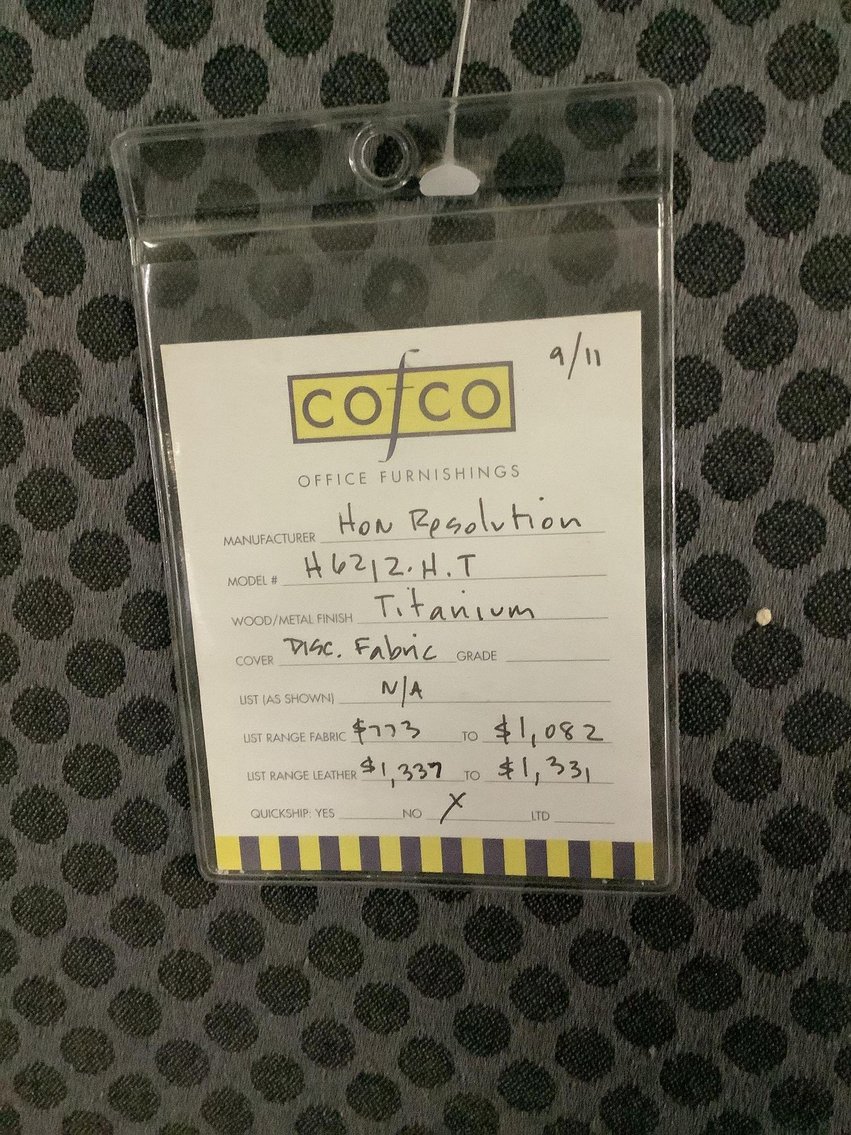 9/11
cofco
OFFICE FURNISHINGS
MANUFACTURER Hon Resolution
MODEL # H6212.H.T
WOOD/METAL FINISH Titanium
COVER DISC. Fabric GRADE
LIST (AS SHOWN) N/A
LIST RANGE FABRIC $773 TO $1,082
LIST RANGE LEATHER $1,337 TO $1,331
QUICKSHIP: YES NO X LTD